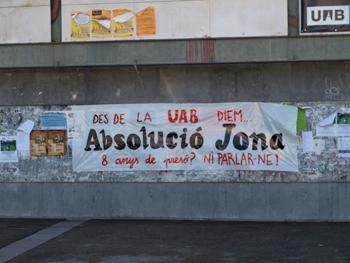 UAB
DES DE LA UAB DIEM...
Absolució Jona
8 anys de presó? NI PARLAR-NE!